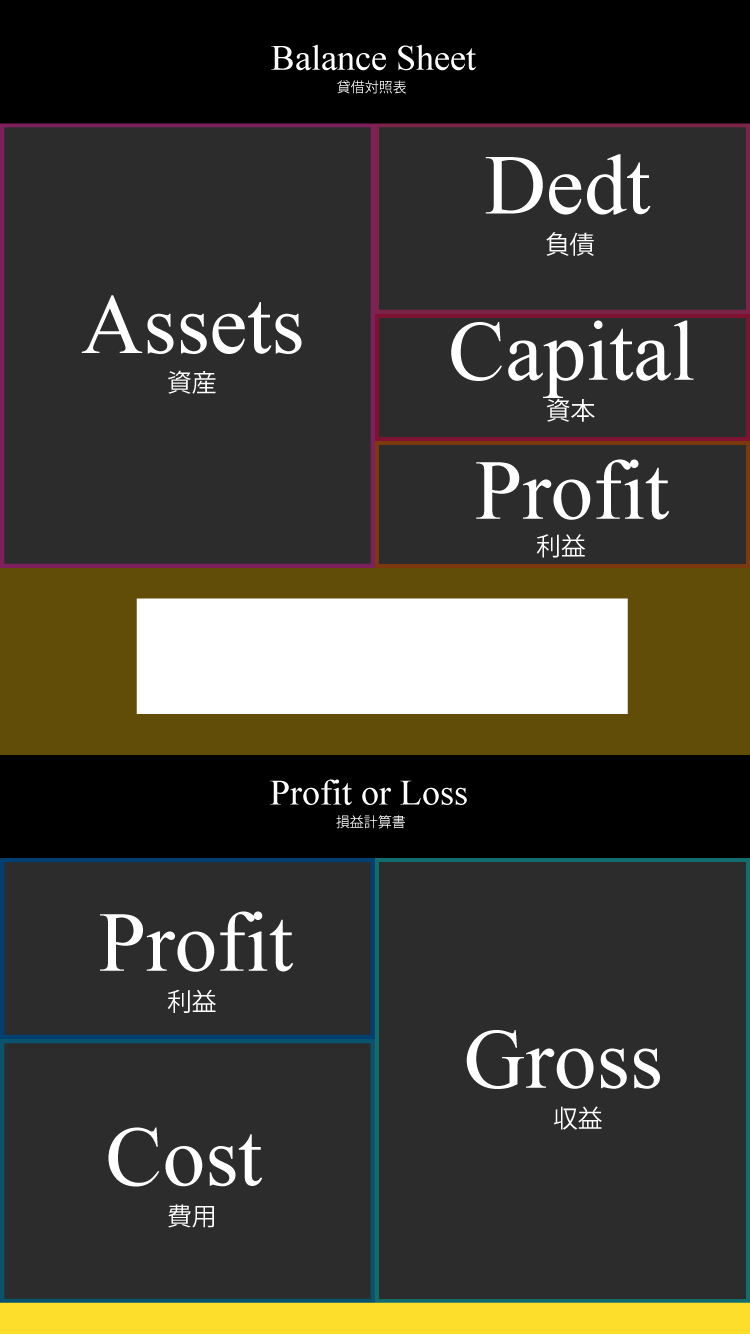 Balance Sheet
貸借対照表
Assets
資産
Dedt
負債
Capital
資本
Profit
利益
Profit or Loss
損益計算書
Profit
利益
Cost
費用
Gross
収益